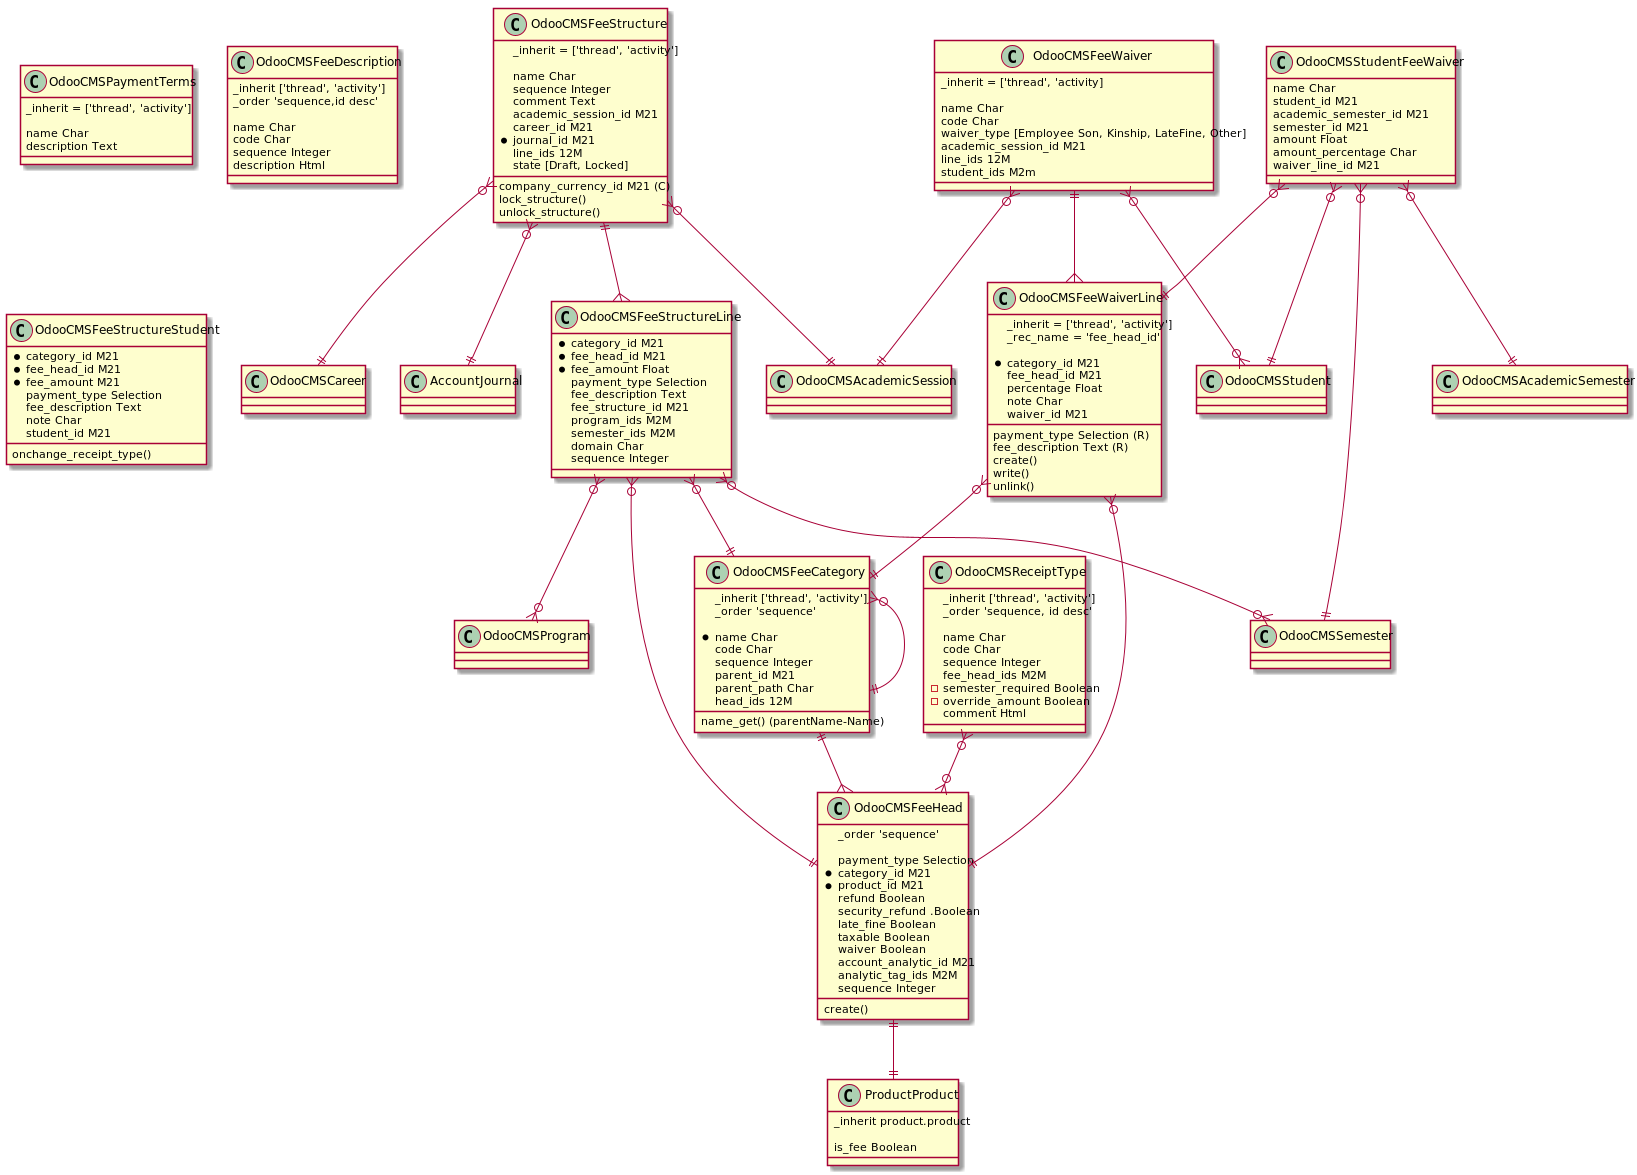 OdooCMSPaymentTerms
_inherit = ['thread', 'activity']
name Char
description Text
OdooCMSFeeDescription
_inherit ['thread', 'activity']
_order 'sequence,id desc'
name Char
code Char
sequence Integer
description Html
OdooCMSFeeStructure
_inherit = ['thread', 'activity']
name Char
sequence Integer
comment Text
academic_session_id M21
career_id M21
journal_id M21
line_ids 12M
state [Draft, Locked]
company_currency_id M21 (C)
lock_structure()
unlock_structure()
OdooCMSFeeWaiver
_inherit = ['thread', 'activity]
name Char
code Char
waiver_type [Employee Son, Kinship, LateFine, Other]
academic_session_id M21
line_ids 12M
student_ids M2m
OdooCMSStudentFeeWaiver
name Char
student_id M21
academic_semester_id M21
semester_id M21
amount Float
amount_percentage Char
waiver_line_id M21
OdooCMSFeeStructureStudent
category_id M21
fee_head_id M21
fee_amount M21
payment_type Selection
fee_description Text
note Char
student_id M21
onchange_receipt_type()
OdooCMSCareer
AccountJournal
OdooCMSFeeStructureLine
category_id M21
fee_head_id M21
fee_amount Float
payment_type Selection
fee_description Text
fee_structure_id M21
program_ids M2M
semester_ids M2M
domain Char
sequence Integer
OdooCMSAcademicSession
OdooCMSFeeWaiverLine
_inherit = ['thread', 'activity']
_rec_name = 'fee_head_id'
category_id M21
fee_head_id M21
percentage Float
note Char
waiver_id M21
payment_type Selection (R)
fee_description Text (R)
create()
write()
unlink()
OdooCMSStudent
OdooCMSAcademicSemester
OdooCMSProgram
OdooCMSFeeCategory
_inherit ['thread', 'activity']
_order 'sequence'
name Char
code Char
sequence Integer
parent_id M21
parent_path Char
head_ids 12M
name_get() (parentName-Name)
OdooCMSReceiptType
_inherit ['thread', 'activity']
_order 'sequence, id desc'
name Char
code Char
sequence Integer
fee_head_ids M2M
semester_required Boolean
override_amount Boolean
comment Html
OdooCMSSemester
OdooCMSFeeHead
_order 'sequence'
payment_type Selection
category_id M21
product_id M21
refund Boolean
security_refund .Boolean
late_fine Boolean
taxable Boolean
waiver Boolean
account_analytic_id M21
analytic_tag_ids M2M
sequence Integer
create()
ProductProduct
_inherit product.product
is_fee Boolean